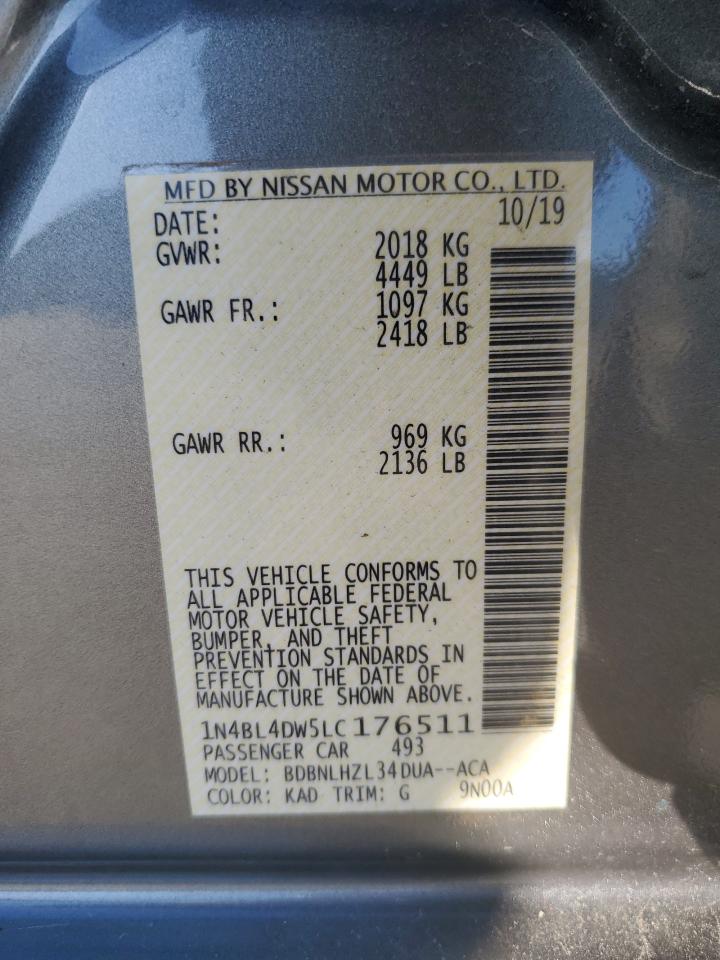 MFD BY NISSAN MOTOR CO., LTD.
DATE: 10/19
GVWR: 2018 KG
4449 LB
GAWR FR.: 1097 KG
2418 LB
GAWR RR.: 969 KG
2136 LB
THIS VEHICLE CONFORMS TO
ALL APPLICABLE FEDERAL
MOTOR VEHICLE SAFETY,
BUMPER, AND THEFT
PREVENTION STANDARDS IN
EFFECT ON THE DATE OF
MANUFACTURE SHOWN ABOVE.
1N4BL4DW5LC176511
PASSENGER CAR 493
MODEL: BDBNLHZL34DUA--ACA
COLOR: KAD TRIM: G 9N00A